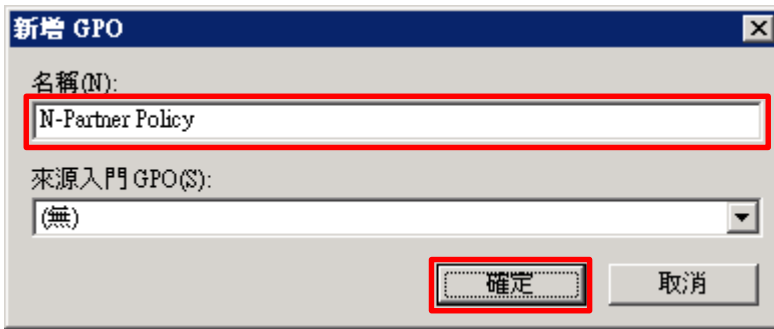 新增 GPO
名稱(N):
N-Partner Policy
來源入門 GPO(S):
(無)
確定 取消